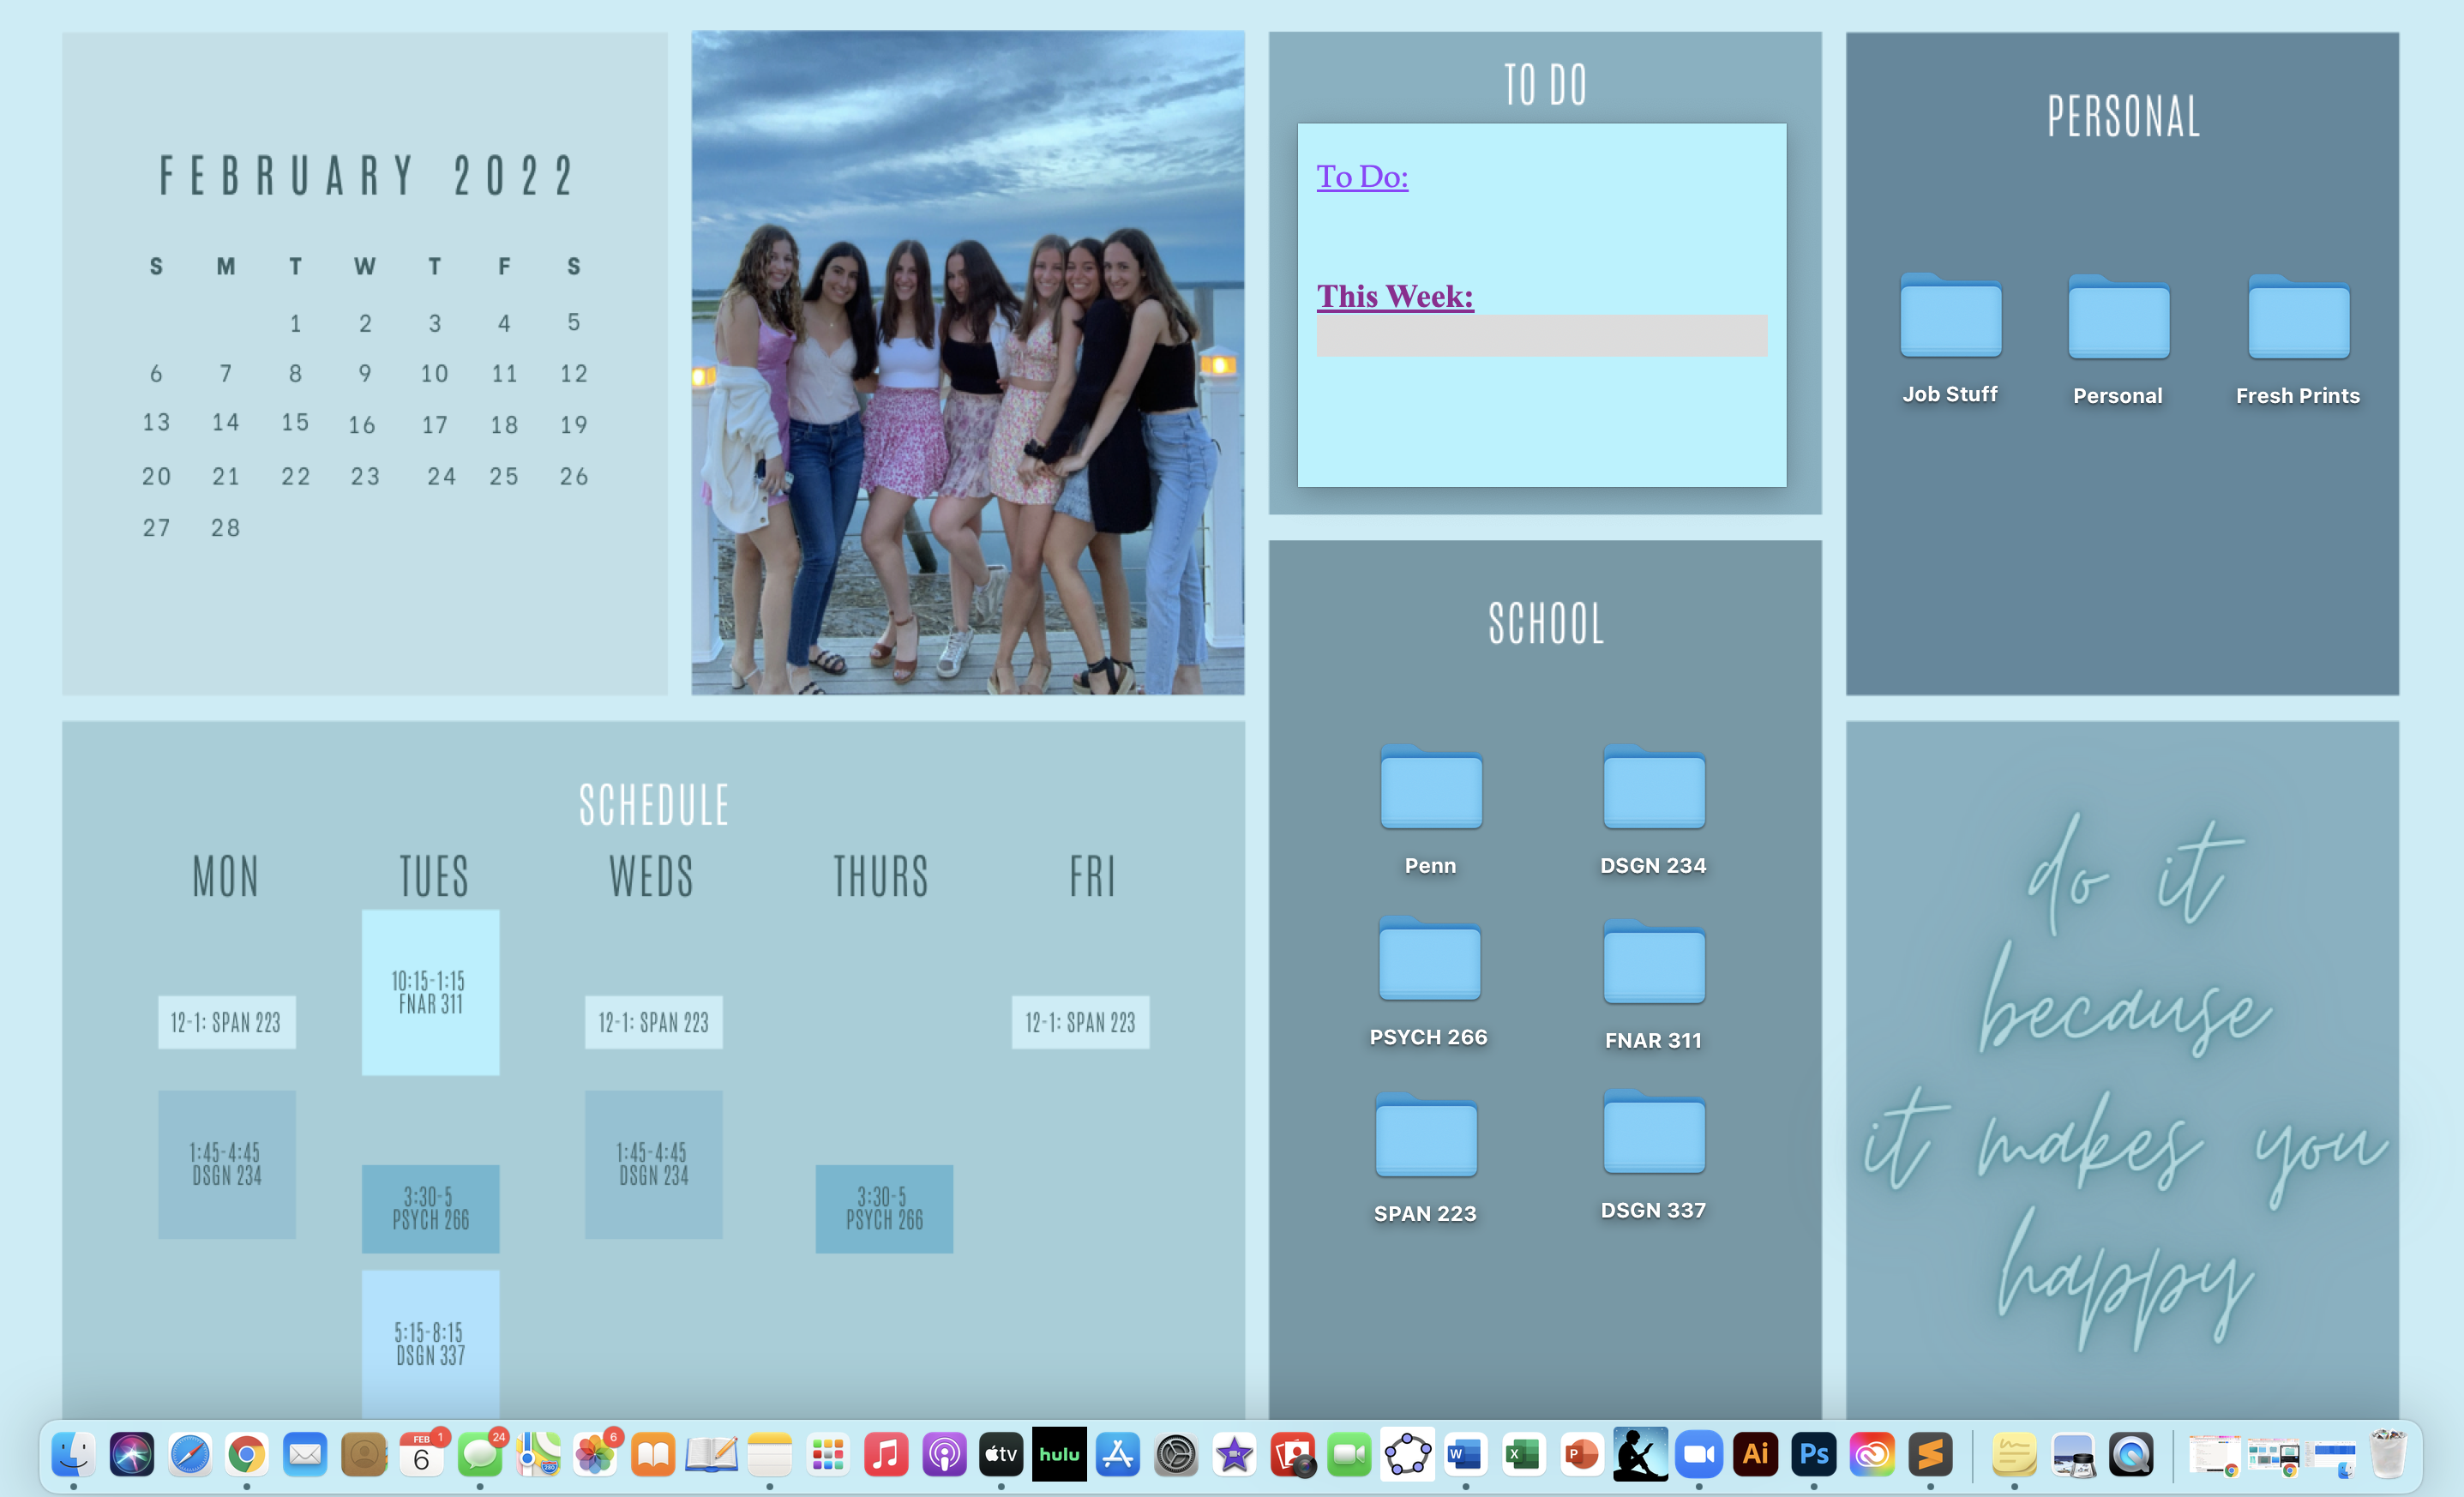 FEBRUARY 2022
S M T W T F S
1 2 3 4 5
6 7 8 9 10 11 12
13 14 15 16 17 18 19
20 21 22 23 24 25 26
27 28
TO DO
To Do:
This Week:
PERSONAL
Job Stuff
Personal
Fresh Prints
SCHEDULE
MON TUES WEDS THURS FRI
10:15-1:15
FNAR 311
12-1: SPAN 223
12-1: SPAN 223
12-1: SPAN 223
1:45-4:45
DSGN 234
1:45-4:45
DSGN 234
3:30-5
PSYCH 266
3:30-5
PSYCH 266
5:15-8:15
DSGN 337
SCHOOL
Penn
DSGN 234
PSYCH 266
FNAR 311
SPAN 223
DSGN 337
do it
because
it makes you
happy
FEB
6
1
24
280
6
tv
hulu
W
X
P
Ai
Ps